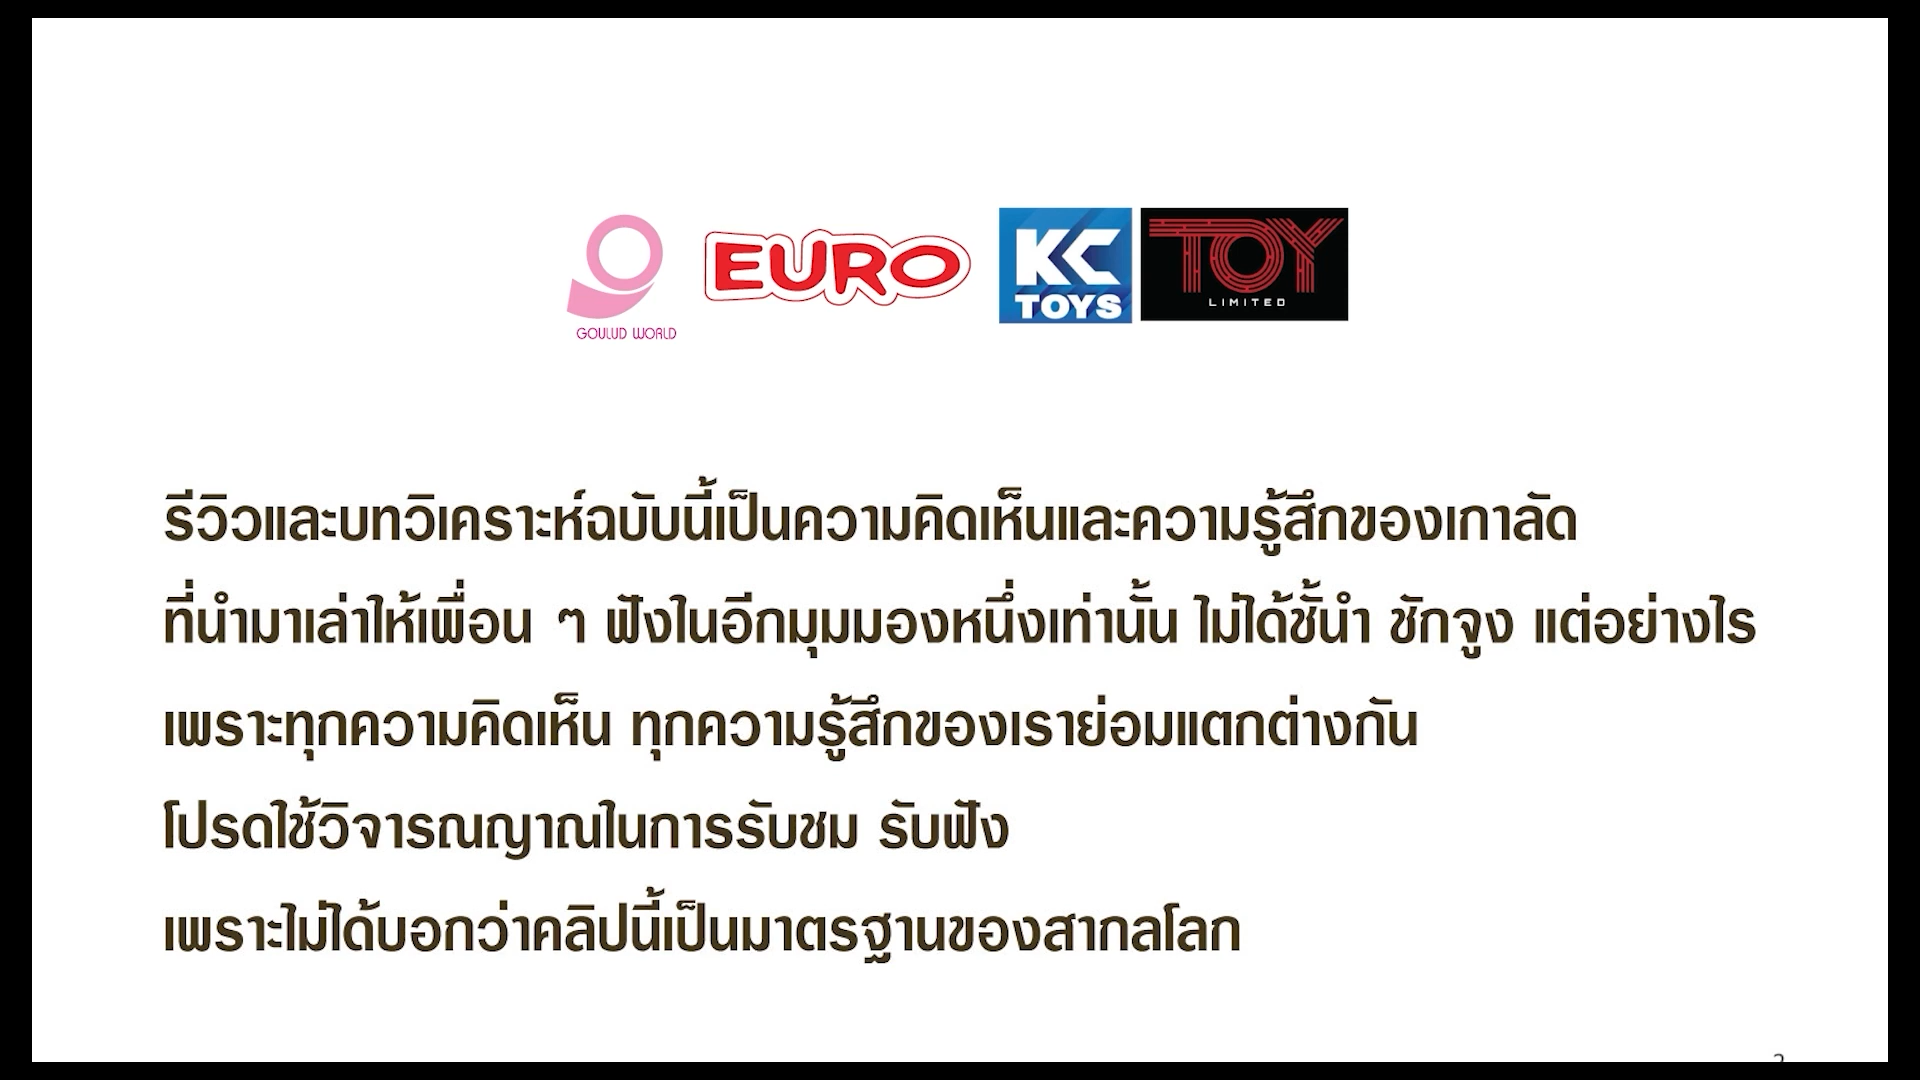 GOULUD WORLD
EURO
KC
TOYS
TOY
LIMITED
รีวิวและบทวิเคราะห์ฉบับนี้เป็นความคิดเห็นและความรู้สึกของเกาลัด
ที่นำมาเล่าให้เพื่อน ๆ ฟังในอีกมุมมองหนึ่งเท่านั้น ไม่ได้ชั้นำ ชักจูง แต่อย่างไร
เพราะทุกความคิดเห็น ทุกความรู้สึกของเราย่อมแตกต่างกัน
โปรดใช้วิจารณญาณในการรับชม รับฟัง
เพราะไม่ได้บอกว่าคลิปนี้เป็นมาตรฐานของสากลโลก